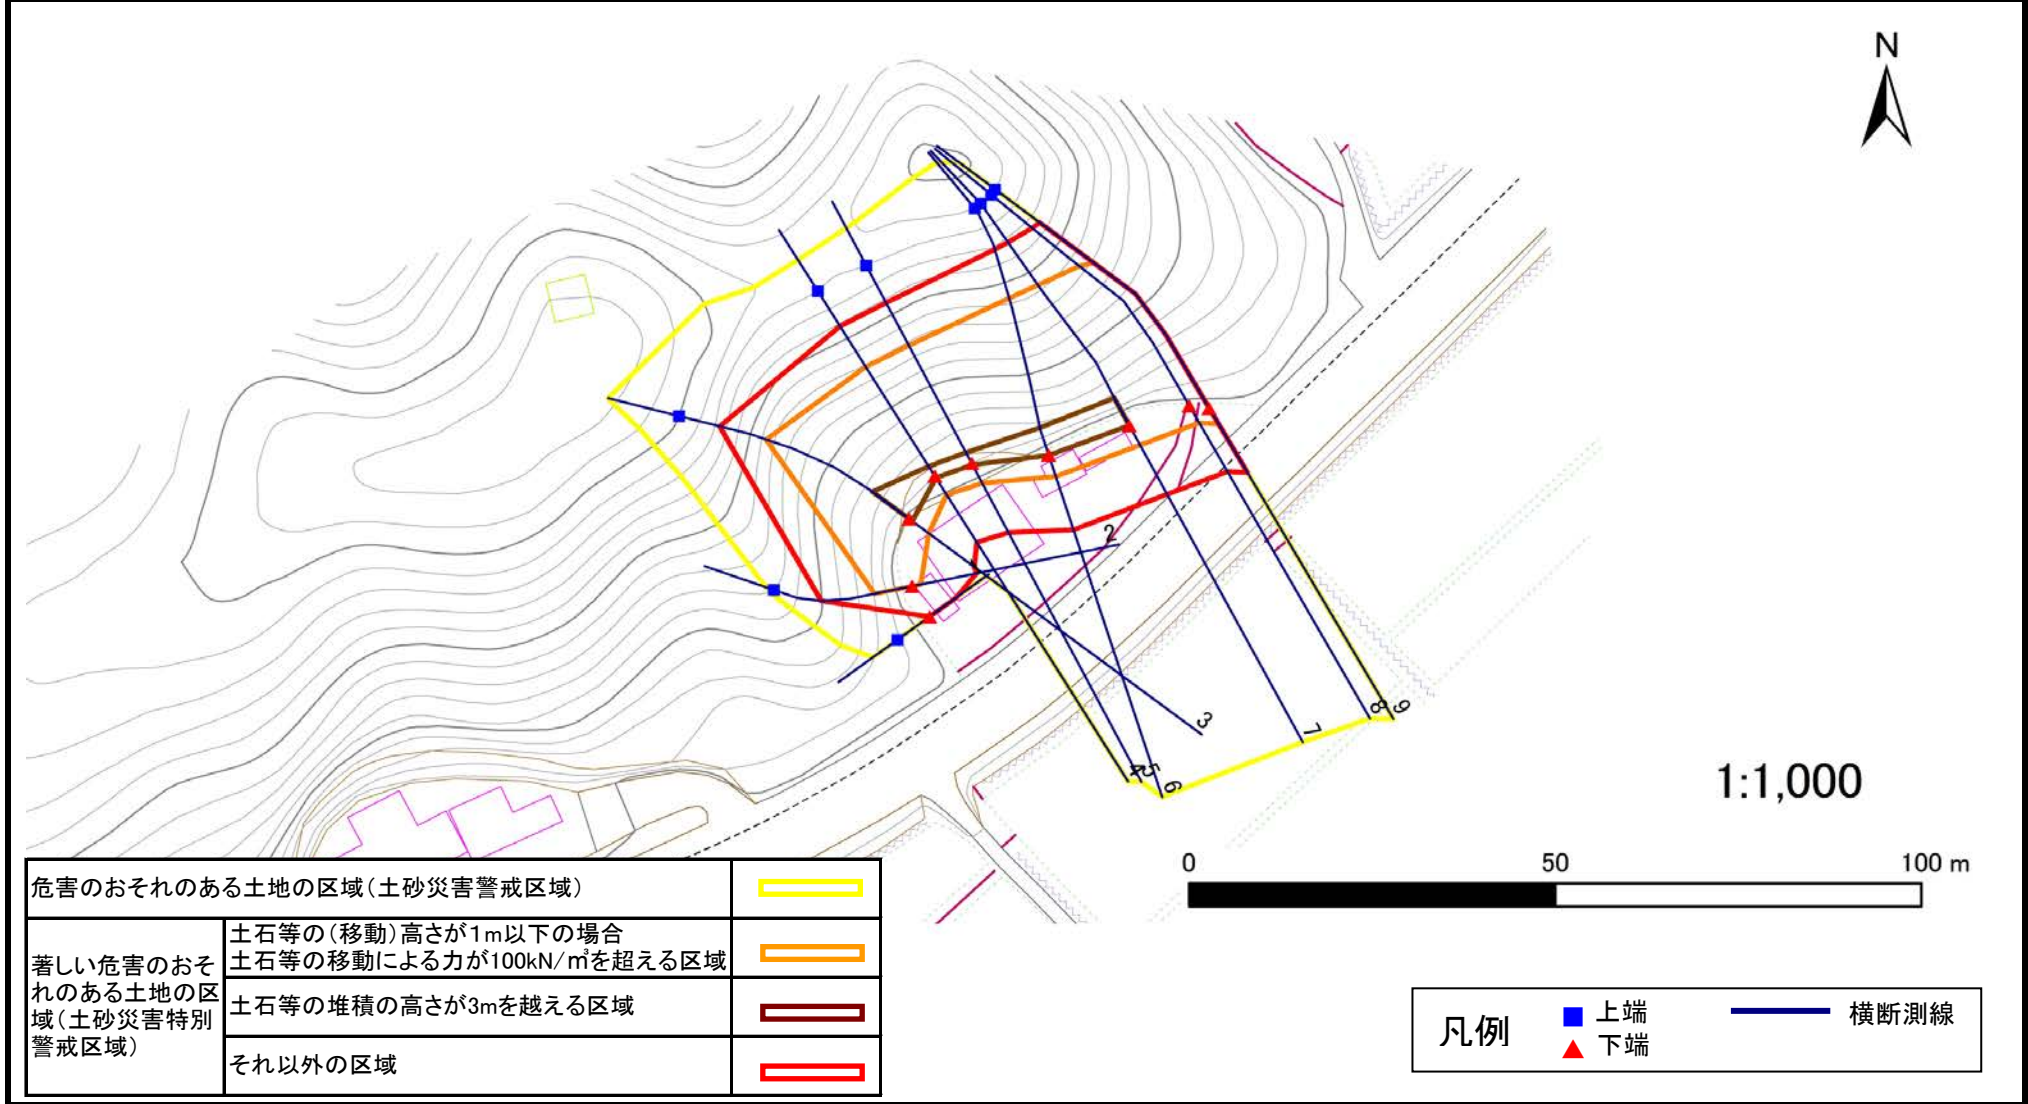 N
2
3
4
5
6
7
8
9
1:1,000
0 50 100 m
危害のおそれのある土地の区域(土砂災害警戒区域)
著しい危害のおそ
れのある土地の区
域(土砂災害特別
警戒区域)
土石等の(移動)高さが1m以下の場合
土石等の移動による力が100kN/㎡を超える区域
土石等の堆積の高さが3mを越える区域
それ以外の区域
凡例
上端
下端
横断測線